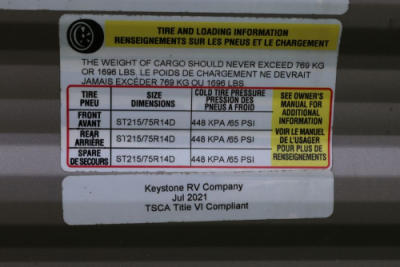 TIRE AND LOADING INFORMATION
RENSEIGNEMENTS SUR LES PNEUS ET LE CHARGEMENT
THE WEIGHT OF CARGO SHOULD NEVER EXCEED 769 KG
OR 1696 LBS. LE POIDS DE CHARGEMENT NE DEVRAIT
JAMAIS EXCÉDER 769 KG OU 1696 LBS
TIRE
PNEU
SIZE
DIMENSIONS
COLD TIRE PRESSURE
PRESSION DES
PNEUS A FROID
FRONT
AVANT
ST215/75R14D
448 KPA /65 PSI
REAR
ARRIÈRE
ST215/75R14D
448 KPA /65 PSI
SPARE
DE SECOURS
ST215/75R14D
448 KPA /65 PSI
SEE OWNER'S
MANUAL FOR
ADDITIONAL
INFORMATION
VOIR LE MANUEL
DE L'USAGER
POUR PLUS DE
RENSEIGNEMENTS
Keystone RV Company
Jul 2021
TSCA Title VI Compliant